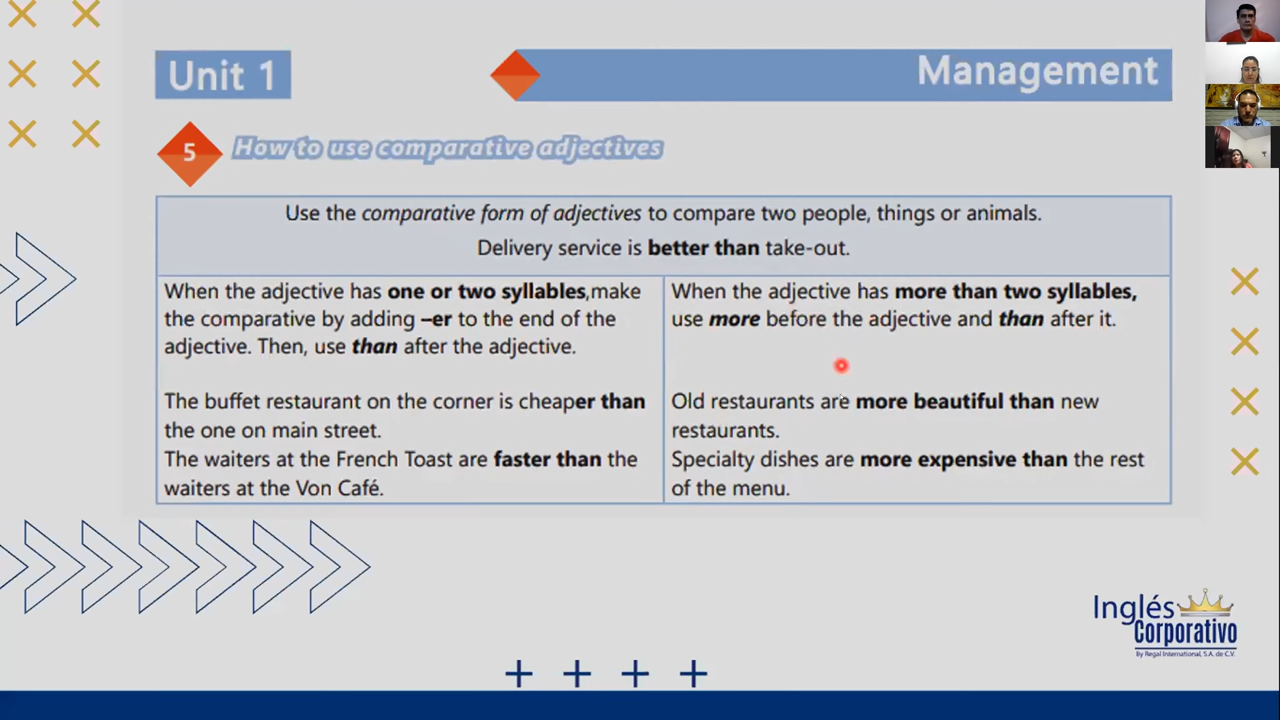 Unit 1
Management
5
How to use comparative adjectives
Use the comparative form of adjectives to compare two people, things or animals.
Delivery service is better than take-out.
When the adjective has one or two syllables,make
the comparative by adding –er to the end of the
adjective. Then, use than after the adjective.
The buffet restaurant on the corner is cheaper than
the one on main street.
The waiters at the French Toast are faster than the
waiters at the Von Café.
When the adjective has more than two syllables,
use more before the adjective and than after it.
Old restaurants are more beautiful than new
restaurants.
Specialty dishes are more expensive than the rest
of the menu.
Inglés
Corporativo
By Regal International, S.A. de C.V.